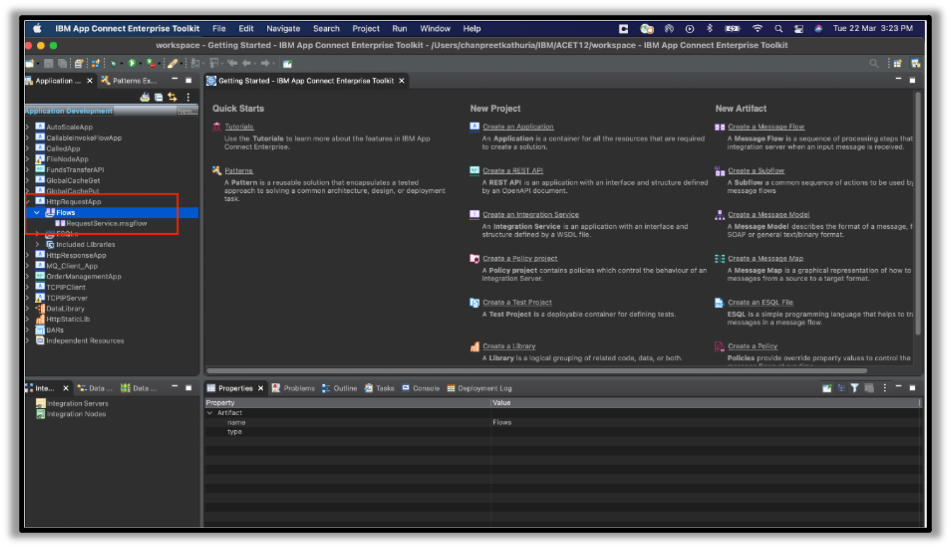 IBM App Connect Enterprise Toolkit File Edit Navigate Search Project Run Window Help Tue 22 Mar 3:23 PM
workspace - Getting Started - IBM App Connect Enterprise Toolkit - /Users/chanpreetkathuria/IBM/ACET12/workspace - IBM App Connect Enterprise Toolkit
Application ... Patterns Ex...
Application Development New...
AutoScaleApp
CallableInvokeFlowApp
CalledApp
FileNodeApp
FundsTransferAPI
GlobalCacheGet
GlobalCachePut
HttpRequestApp
Flows
RequestService.msgflow
ESQLs
Included Libraries
HttpResponseApp
MQ_Client_App
OrderManagementApp
TCPIPClient
TCPIPServer
DataLibrary
HttpStaticLib
BARs
Independent Resources
Getting Started - IBM App Connect Enterprise Toolkit
Quick Starts
Tutorials
Use the Tutorials to learn more about the features in IBM App
Connect Enterprise.
Patterns
A Pattern is a reusable solution that encapsulates a tested
approach to solving a common architecture, design, or deployment
task.
New Project
Create an Application
An Application is a container for all the resources that are required
to create a solution.
Create a REST API
A REST API is an application with an interface and structure defined
by an OpenAPI document.
Create an Integration Service
An Integration Service is an application with an interface and
structure defined by a WSDL file.
Create a Policy project
A Policy project contains policies which control the behaviour of an
Integration Server.
Create a Test Project
A Test Project is a deployable container for defining tests.
Create a Library
A Library is a logical grouping of related code, data, or both.
New Artifact
Create a Message Flow
A Message Flow is a sequence of processing steps that
integration server when an input message is received.
Create a Subflow
A Subflow a common sequence of actions to be used by
message flows
Create a Message Model
A Message Model describes the format of a message, f
SOAP or general text/binary format.
Create a Message Map
A Message Map is a graphical representation of how to
messages from a source to a target format.
Create an ESQL File
ESQL is a simple programming language that helps to th
messages in a message flow.
Create a Policy
Policies provide override property values to control the
Inte... Data ... Data ...
Integration Servers
Integration Nodes
Properties Problems Outline Tasks Console Deployment Log
Property Value
Artifact
name Flows
type